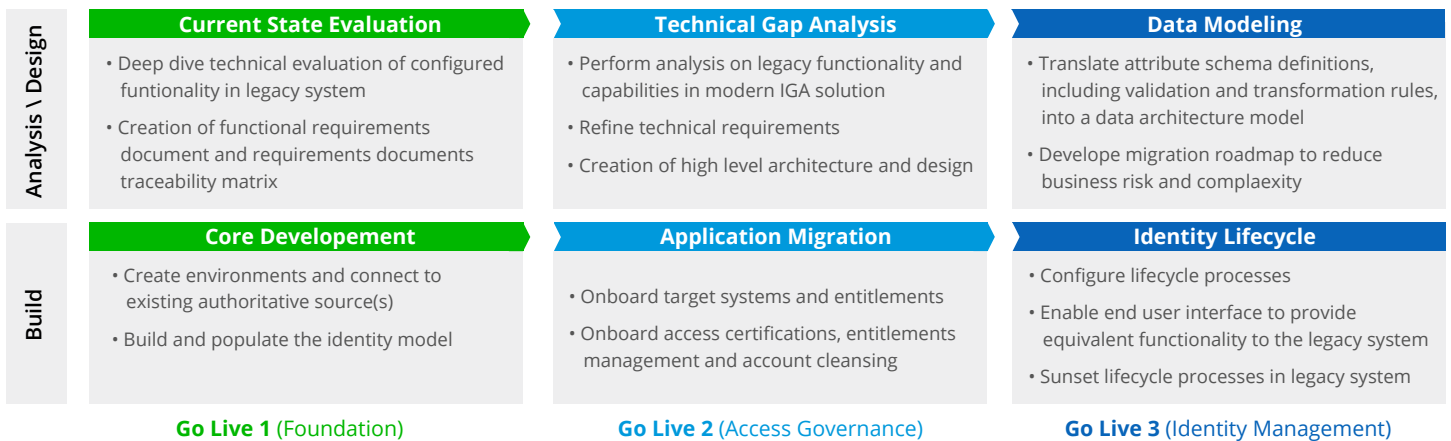 Analysis \ Design
Current State Evaluation
• Deep dive technical evaluation of configured
funtionality in legacy system
• Creation of functional requirements
document and requirements documents
traceability matrix
Technical Gap Analysis
• Perform analysis on legacy functionality and
capabilities in modern IGA solution
• Refine technical requirements
• Creation of high level architecture and design
Data Modeling
• Translate attribute schema definitions,
including validation and transformation rules,
into a data architecture model
• Develope migration roadmap to reduce
business risk and complaexity
Build
Core Developement
• Create environments and connect to
existing authoritative source(s)
• Build and populate the identity model
Application Migration
• Onboard target systems and entitlements
• Onboard access certifications, entitlements
management and account cleansing
Identity Lifecycle
• Configure lifecycle processes
• Enable end user interface to provide
equivalent functionality to the legacy system
• Sunset lifecycle processes in legacy system
Go Live 1 (Foundation)
Go Live 2 (Access Governance)
Go Live 3 (Identity Management)